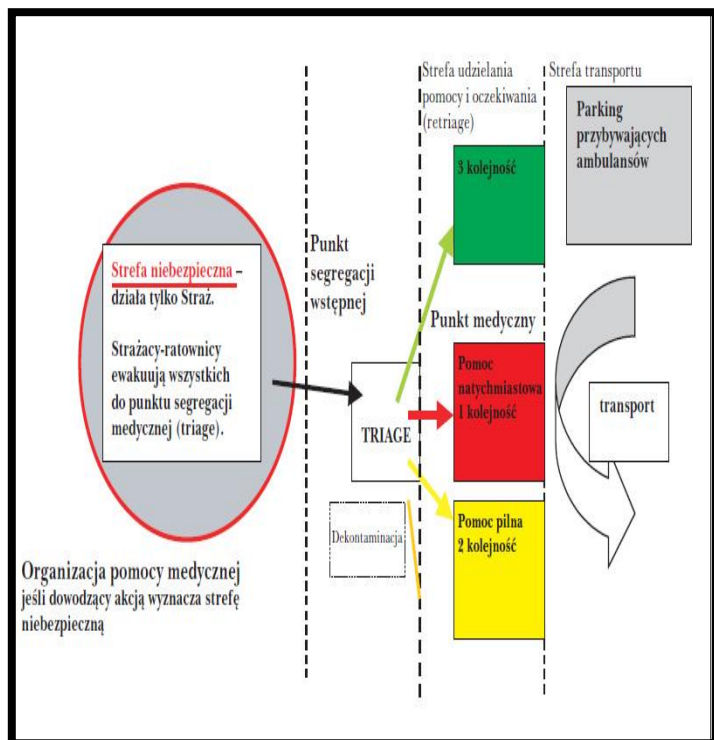 Strefa udzielania
pomocy i oczekiwania
(retriage)
Strefa transportu
Parking
przybywających
ambulansów
3 kolejność
Punkt
segregacji
wstępnej
Strefa niebezpieczna –
działa tylko Straż.
Strażacy-ratownicy
ewakuują wszystkich
do punktu segregacji
medycznej (triage).
Punkt medyczny
Pomoc
natychmiastowa
1 kolejność
transport
TRIAGE
Dekontaminacja
Pomoc pilna
2 kolejność
Organizacja pomocy medycznej
jeśli dowodzący akcją wyznacza strefę
niebezpieczną